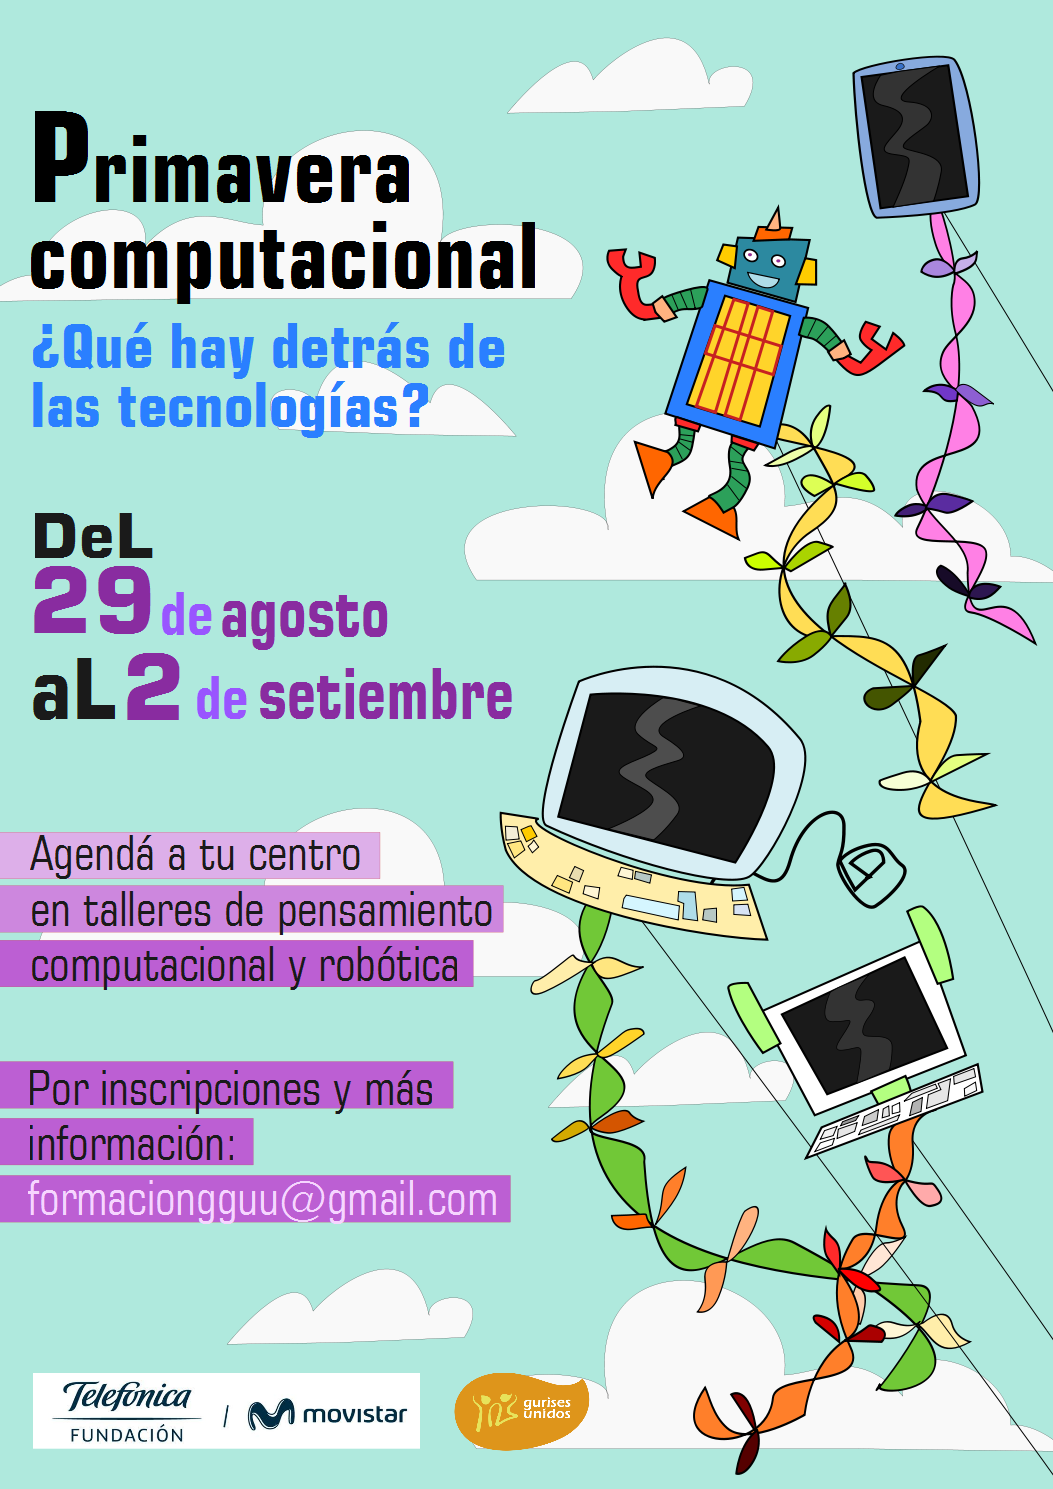 Primavera
computacional
¿Qué hay detrás de
las tecnologías?
DeL
29 de agosto
aL 2 de setiembre
Agendá a tu centro
en talleres de pensamiento
computacional y robótica
Por inscripciones y más
información:
formaciongguu@gmail.com
Telefónica
FUNDACIÓN
/ movistar
gurises
unidos